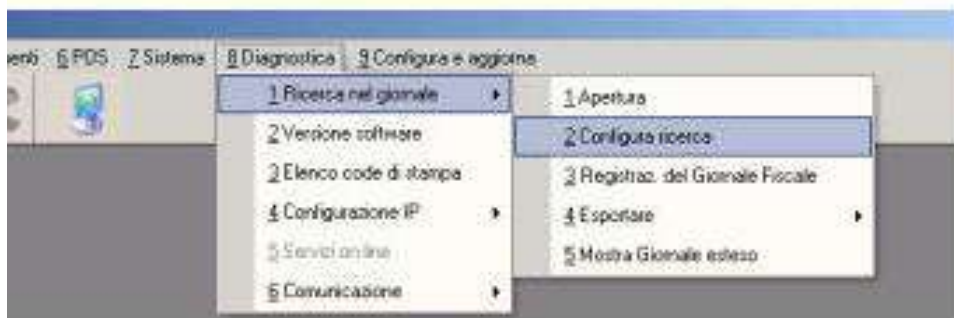 enti 6 PDS 7 Sistema 8 Diagnostica 9 Configura e aggiorna
1 Ricerca nel giornale
2 Versione software
3 Elenco code di stampa
4 Configurazione IP
5 Servizi on line
6 Comunicazione
1 Apertura
2 Configura ricerca
3 Registraz. del Giornale Fiscale
4 Esportare
5 Mostra Giornale esteso